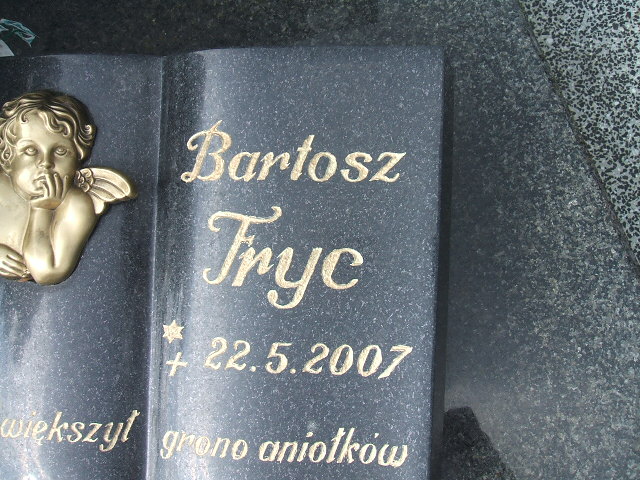 Bartosz
Fryc
* + 22.5.2007
większył grono aniołków